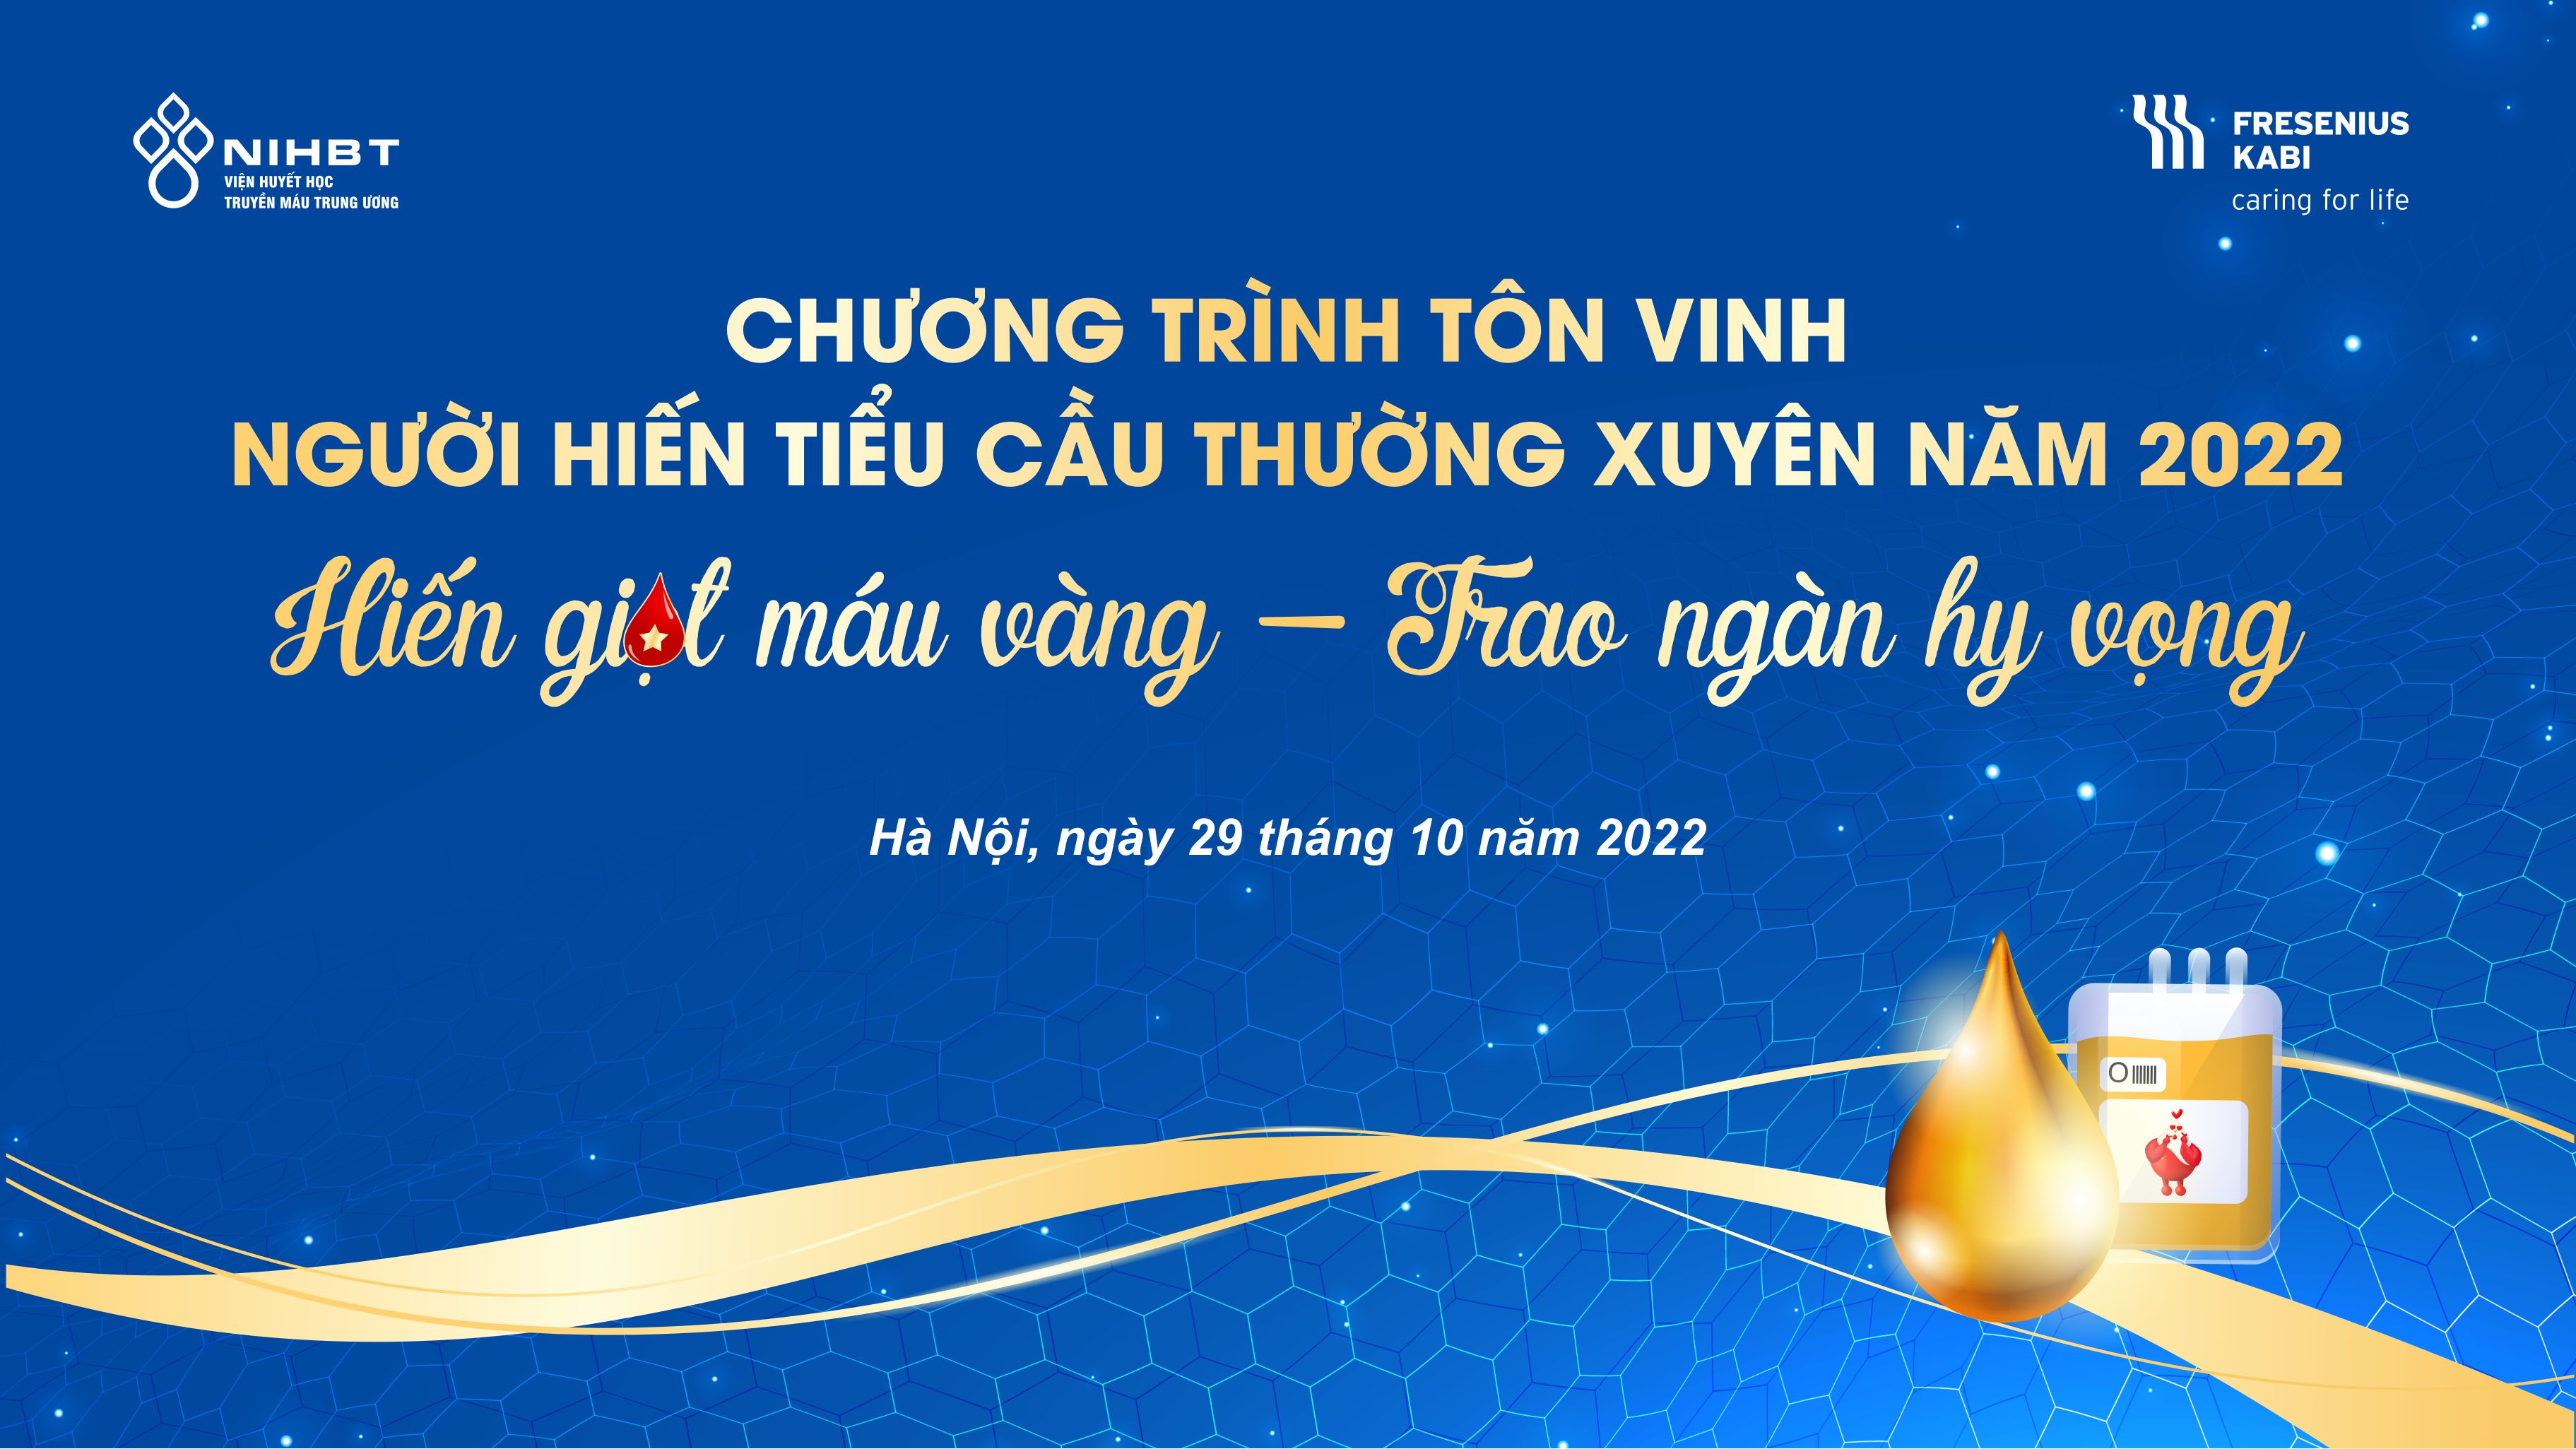 NIHBT
VIỆN HUYẾT HỌC
TRUYỀN MÁU TRUNG ƯƠNG
FRESENIUS
KABI
caring for life
CHƯƠNG TRÌNH TÔN VINH
NGƯỜI HIẾN TIỂU CẦU THƯỜNG XUYÊN NĂM 2022
Hiến giọt máu vàng – Trao ngàn hy vọng
Hà Nội, ngày 29 tháng 10 năm 2022
O